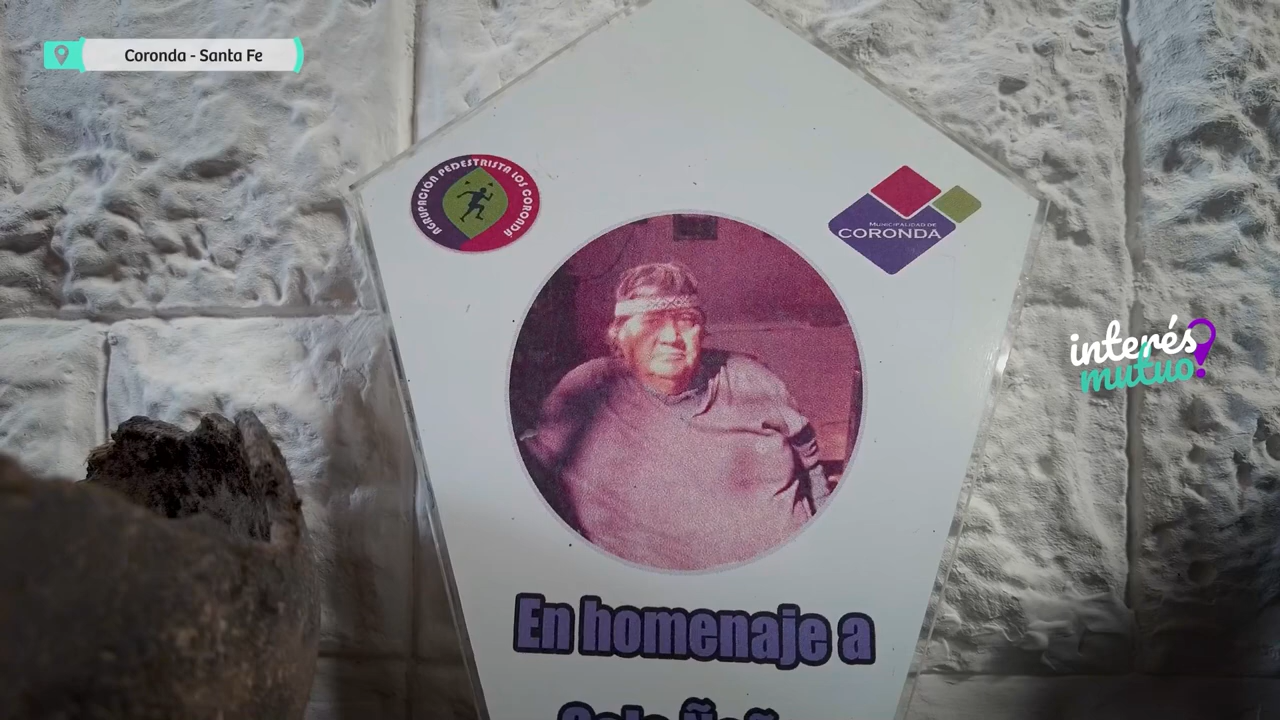 Coronda - Santa Fe
AGRUPACIÓN PEDESTRISTA LOS CORONDA
MUNICIPALIDAD DE
CORONDA
interés
mutuo!
En homenaje a